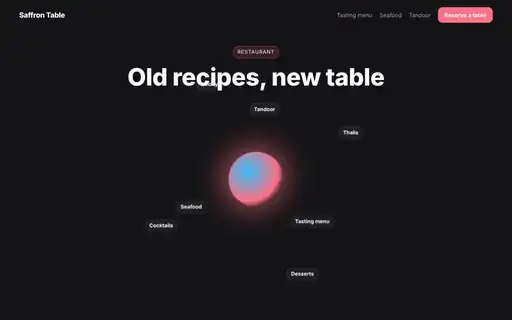 Saffron Table
Tasting menu Seafood Tandoor Reserve a table
RESTAURANT
Old recipes, new table
Tandoor
Thalis
Seafood
Cocktails
Tasting menu
Desserts